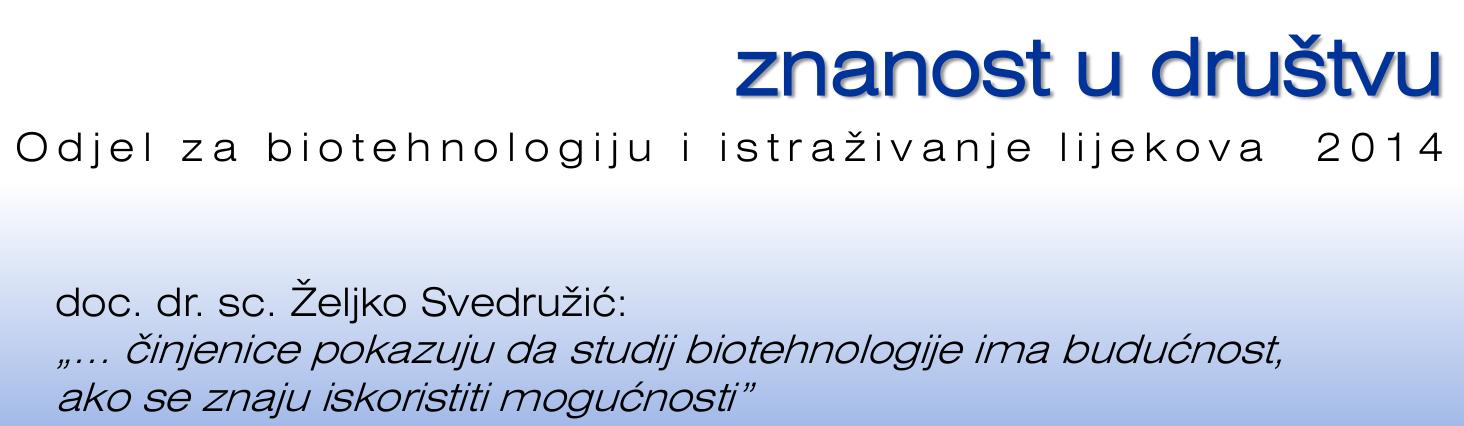 znanost u društvu
Odjel za biotehnologiju i istraživanje lijekova 2014
doc. dr. sc. Željko Svedružić:
„… činjenice pokazuju da studij biotehnologije ima budućnost,
ako se znaju iskoristiti mogućnosti”